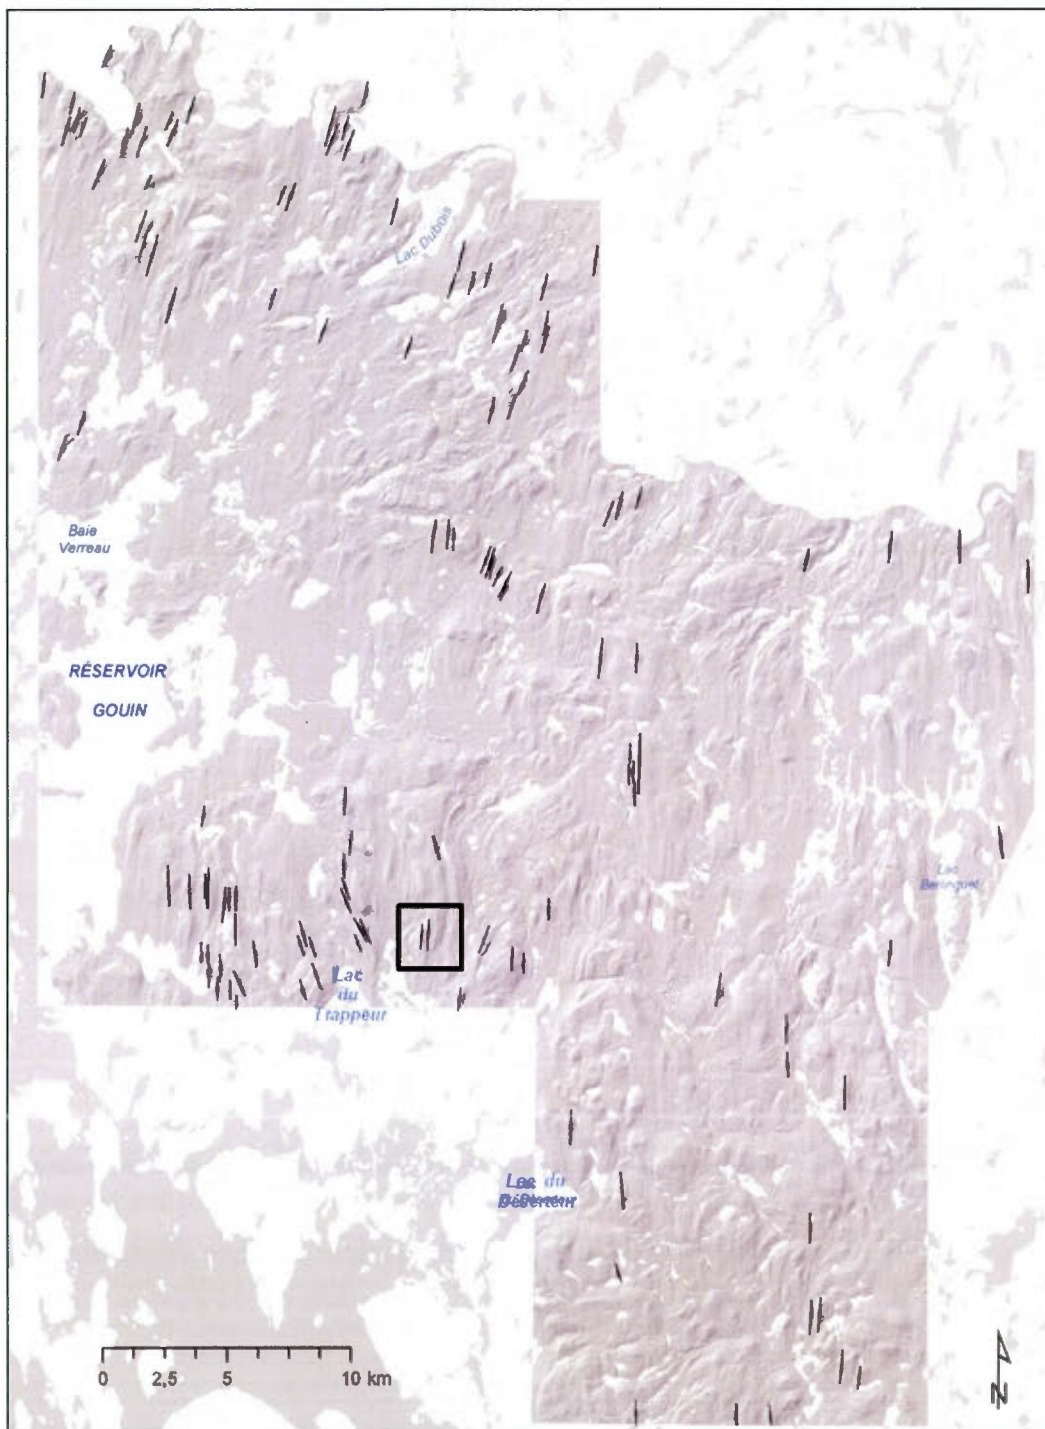 Lac Dubois
Baie
Verreau
RÉSERVOIR
GOUIN
Lac
du
Trappeur
Lac du
Déserteur
0 2,5 5 10 km
N